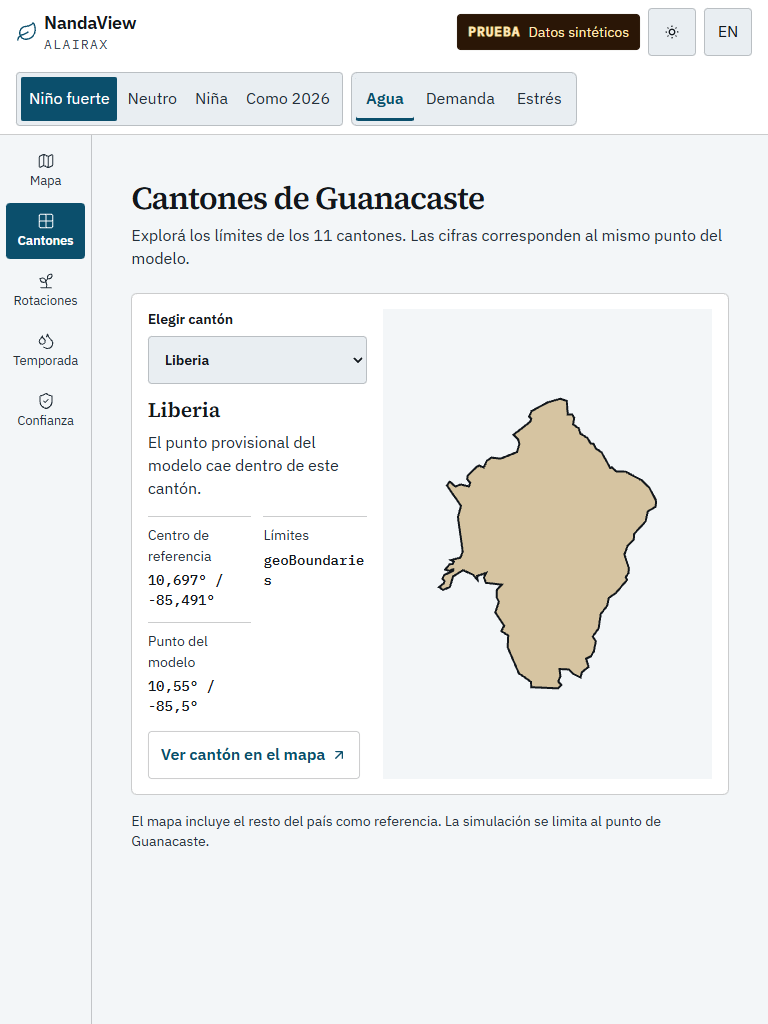 NandaView
ALAIRAX
PRUEBA Datos sintéticos
EN
Niño fuerte Neutro Niña Como 2026
Agua Demanda Estrés
Mapa
Cantones
Rotaciones
Temporada
Confianza
Cantones de Guanacaste
Explorá los límites de los 11 cantones. Las cifras corresponden al mismo punto del
modelo.
Elegir cantón
Liberia
Liberia
El punto provisional del
modelo cae dentro de este
cantón.
Centro de
referencia
10,697° /
-85,491°
Límites
geoBoundarie
s
Punto del
modelo
10,55° /
-85,5°
Ver cantón en el mapa
El mapa incluye el resto del país como referencia. La simulación se limita al punto de
Guanacaste.